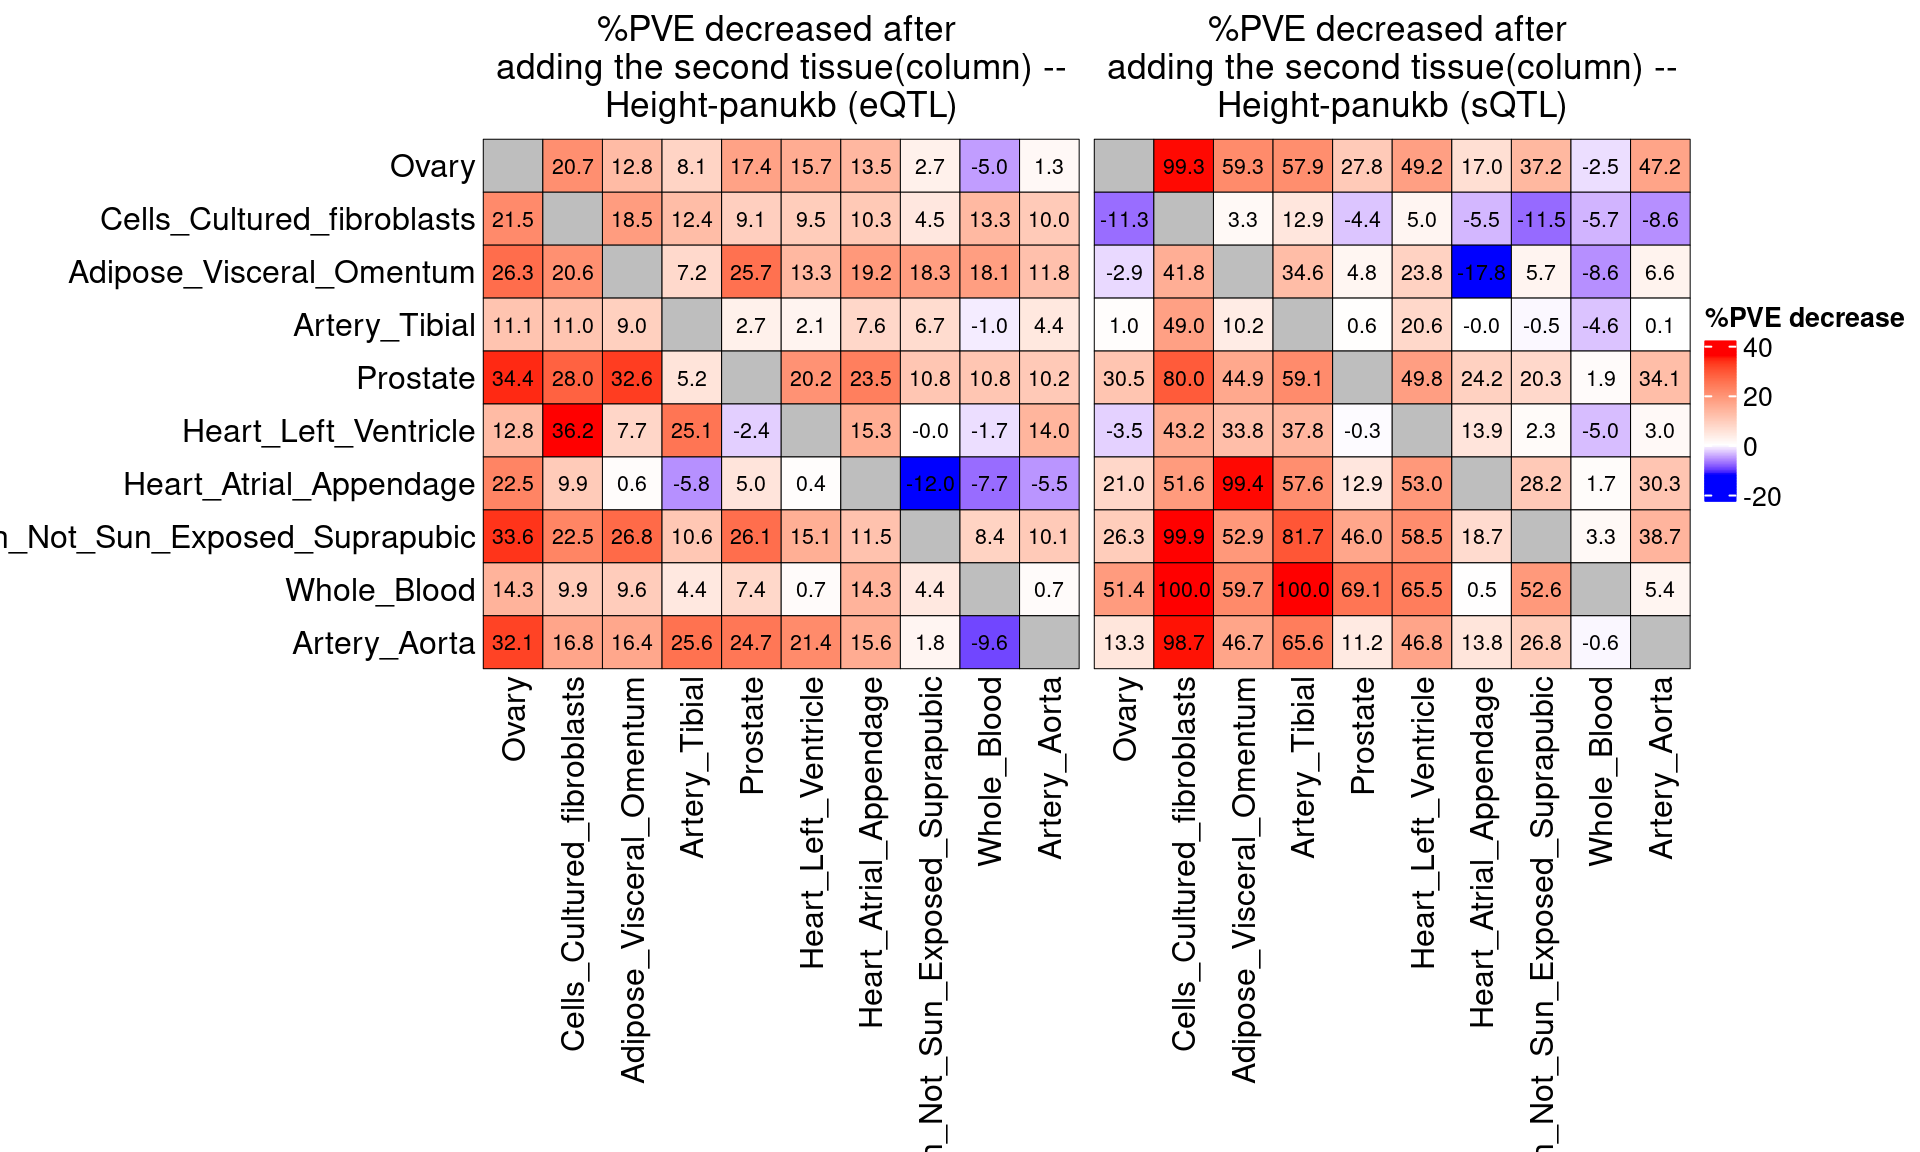 %PVE decreased after
adding the second tissue(column) --
Height-panukb (eQTL)
%PVE decreased after
adding the second tissue(column) --
Height-panukb (sQTL)
Ovary 20.7 12.8 8.1 17.4 15.7 13.5 2.7 -5.0 1.3 99.3 59.3 57.9 27.8 49.2 17.0 37.2 -2.5 47.2
Cells_Cultured_fibroblasts 21.5 18.5 12.4 9.1 9.5 10.3 4.5 13.3 10.0 -11.3 3.3 12.9 -4.4 5.0 -5.5 -11.5 -5.7 -8.6
Adipose_Visceral_Omentum 26.3 20.6 7.2 25.7 13.3 19.2 18.3 18.1 11.8 -2.9 41.8 34.6 4.8 23.8 -17.8 5.7 -8.6 6.6
Artery_Tibial 11.1 11.0 9.0 2.7 2.1 7.6 6.7 -1.0 4.4 1.0 49.0 10.2 0.6 20.6 -0.0 -0.5 -4.6 0.1
Prostate 34.4 28.0 32.6 5.2 20.2 23.5 10.8 10.8 10.2 30.5 80.0 44.9 59.1 49.8 24.2 20.3 1.9 34.1
Heart_Left_Ventricle 12.8 36.2 7.7 25.1 -2.4 15.3 -0.0 -1.7 14.0 -3.5 43.2 33.8 37.8 -0.3 13.9 2.3 -5.0 3.0
Heart_Atrial_Appendage 22.5 9.9 0.6 -5.8 5.0 0.4 -12.0 -7.7 -5.5 21.0 51.6 99.4 57.6 12.9 53.0 28.2 1.7 30.3
n_Not_Sun_Exposed_Suprapubic 33.6 22.5 26.8 10.6 26.1 15.1 11.5 8.4 10.1 26.3 99.9 52.9 81.7 46.0 58.5 18.7 3.3 38.7
Whole_Blood 14.3 9.9 9.6 4.4 7.4 0.7 14.3 4.4 0.7 51.4 100.0 59.7 100.0 69.1 65.5 0.5 52.6 5.4
Artery_Aorta 32.1 16.8 16.4 25.6 24.7 21.4 15.6 1.8 -9.6 13.3 98.7 46.7 65.6 11.2 46.8 13.8 26.8 -0.6
Ovary
Cells_Cultured_fibroblasts
Adipose_Visceral_Omentum
Artery_Tibial
Prostate
Heart_Left_Ventricle
Heart_Atrial_Appendage
n_Not_Sun_Exposed_Suprapubic
Whole_Blood
Artery_Aorta
Ovary
Cells_Cultured_fibroblasts
Adipose_Visceral_Omentum
Artery_Tibial
Prostate
Heart_Left_Ventricle
Heart_Atrial_Appendage
n_Not_Sun_Exposed_Suprapubic
Whole_Blood
Artery_Aorta
%PVE decrease
40
20
0
-20